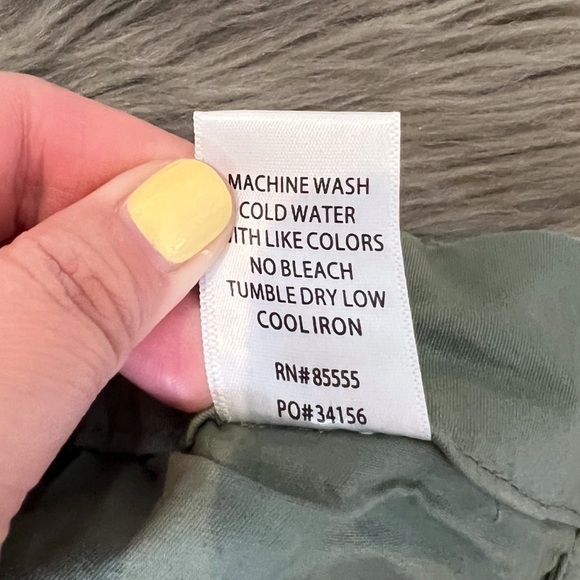 MACHINE WASH
COLD WATER
WITH LIKE COLORS
NO BLEACH
TUMBLE DRY LOW
COOL IRON
RN#85555
PO#34156